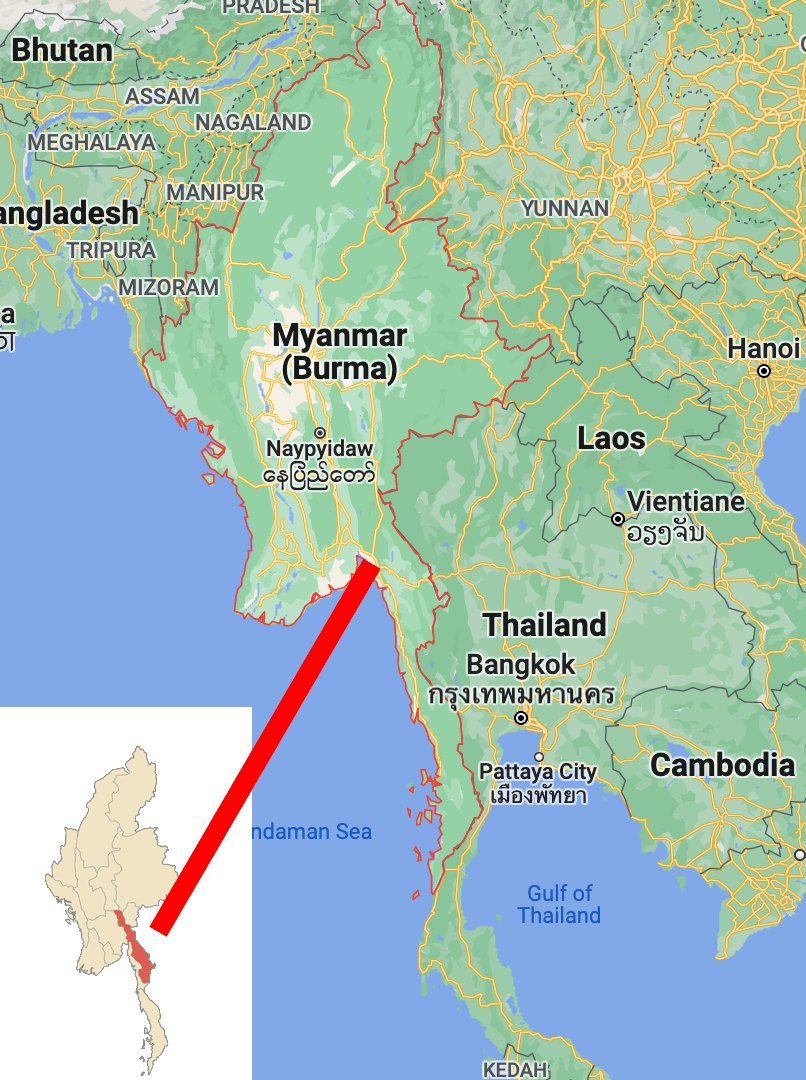 PRADESH
Bhutan
ASSAM
NAGALAND
MEGHALAYA
MANIPUR
angladesh
YUNNAN
TRIPURA
MIZORAM
a
Myanmar
(Burma)
Hanoi
Naypyidaw
နေပြည်တော်
Laos
Vientiane
ວຽງຈັນ
Thailand
Bangkok
กรุงเทพมหานคร
Cambodia
Pattaya City
เมืองพัทยา
ndaman Sea
Gulf of
Thailand
KEDAH